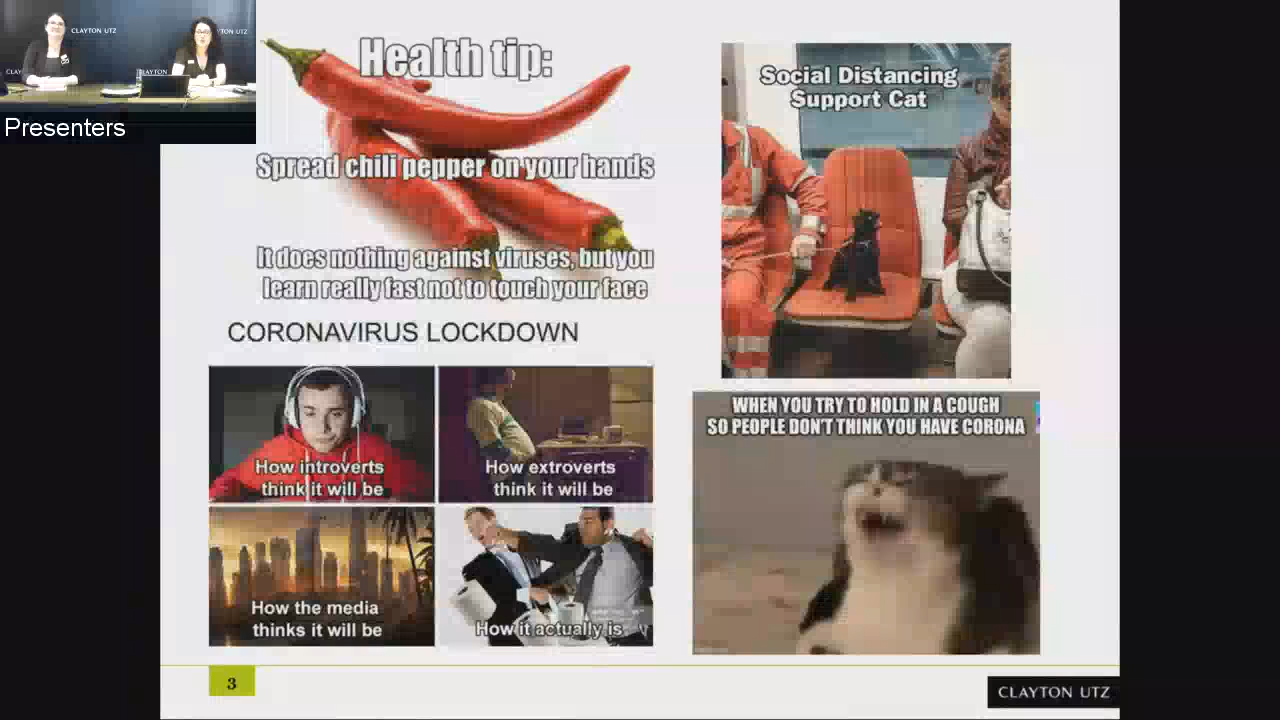 CLAYTON UTZ
CLAYTON
Presenters
Health tip:
Spread chili pepper on your hands
It does nothing against viruses, but you
learn really fast not to touch your face
Social Distancing
Support Cat
CORONAVIRUS LOCKDOWN
How introverts
think it will be
How extroverts
think it will be
How the media
thinks it will be
How it actually is
WHEN YOU TRY TO HOLD IN A COUGH
SO PEOPLE DON'T THINK YOU HAVE CORONA
3
CLAYTON UTZ